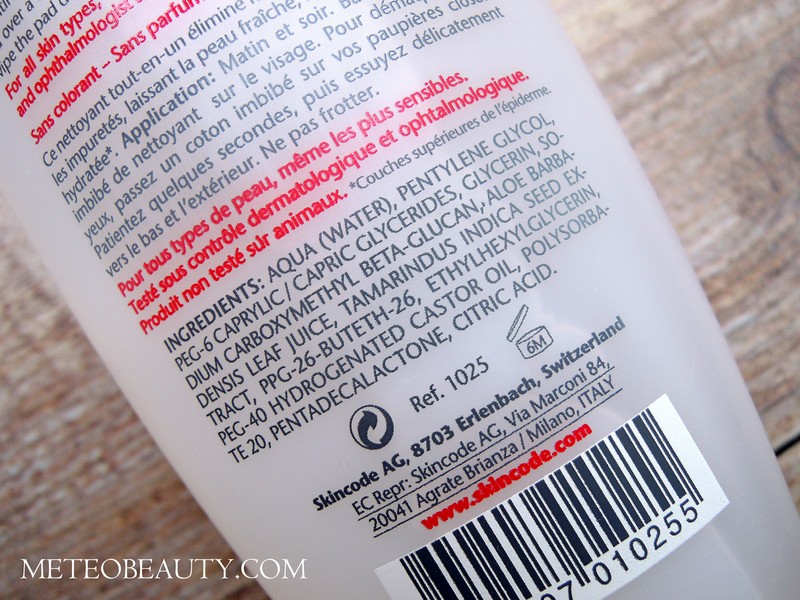 over a
wipe the pad
For all skin types,
and ophthalmologist
Sans colorant – Sans parfum
Ce nettoyant tout-en-un élimine
les impuretés, laissant la peau fraîche,
hydratée*. Application: Matin et soir.
imbibé de nettoyant sur le visage. Pour
yeux, passez un coton imbibé sur vos paupières closes
Patientez quelques secondes, puis essuyez délicatement
vers le bas et l'extérieur. Ne pas frotter.
Pour tous types de peau, même les plus sensibles.
Testé sous contrôle dermatologique et ophtalmologique.
Produit non testé sur animaux. *Couches supérieures de l'épiderme.
INGREDIENTS: AQUA (WATER), PENTYLENE GLYCOL,
PEG-6 CAPRYLIC / CAPRIC GLYCERIDES, GLYCERIN, SO-
DIUM CARBOXYMETHYL BETA-GLUCAN, ALOE BARBA-
DENSIS LEAF JUICE, TAMARINDUS INDICA SEED EX-
TRACT, PPG-26-BUTETH-26, ETHYLHEXYLGLYCERIN,
PEG-40 HYDROGENATED CASTOR OIL, POLYSORBA-
TE 20, PENTADECALACTONE, CITRIC ACID.
Ref. 1025
6M
Skincode AG, 8703 Erlenbach, Switzerland
EC Repr: Skincode AG, Via Marconi 84,
20041 Agrate Brianza / Milano, ITALY
www.skincode.com
97 010255
METEOBEAUTY.COM